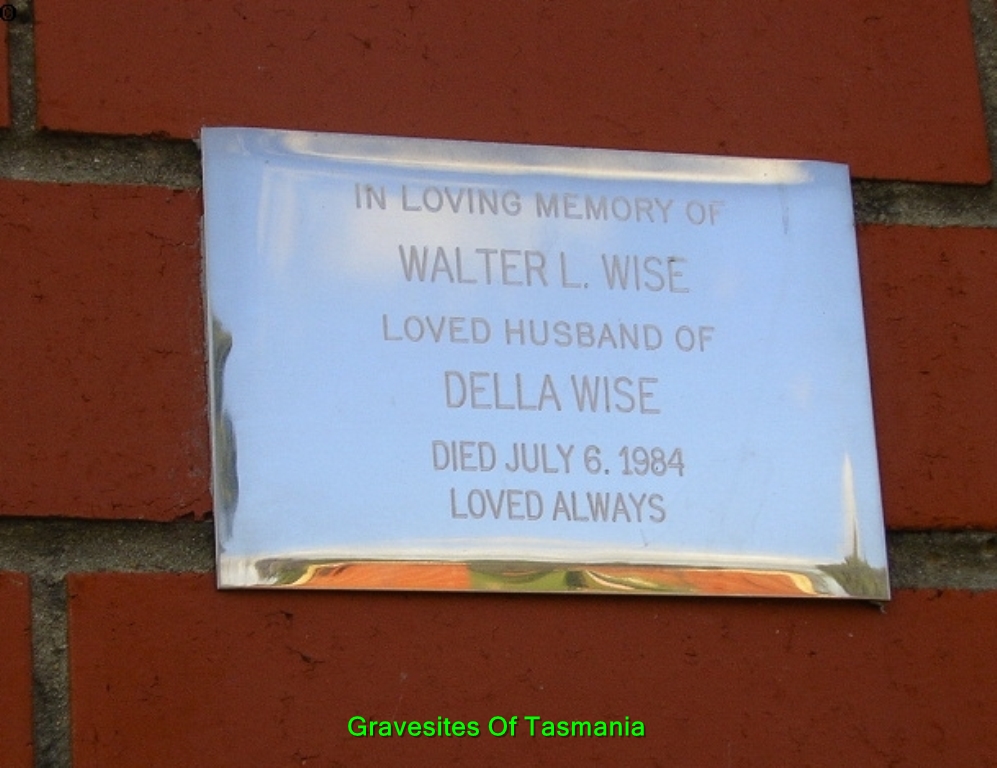 IN LOVING MEMORY OF
WALTER L. WISE
LOVED HUSBAND OF
DELLA WISE
DIED JULY 6. 1984
LOVED ALWAYS
Gravesites Of Tasmania